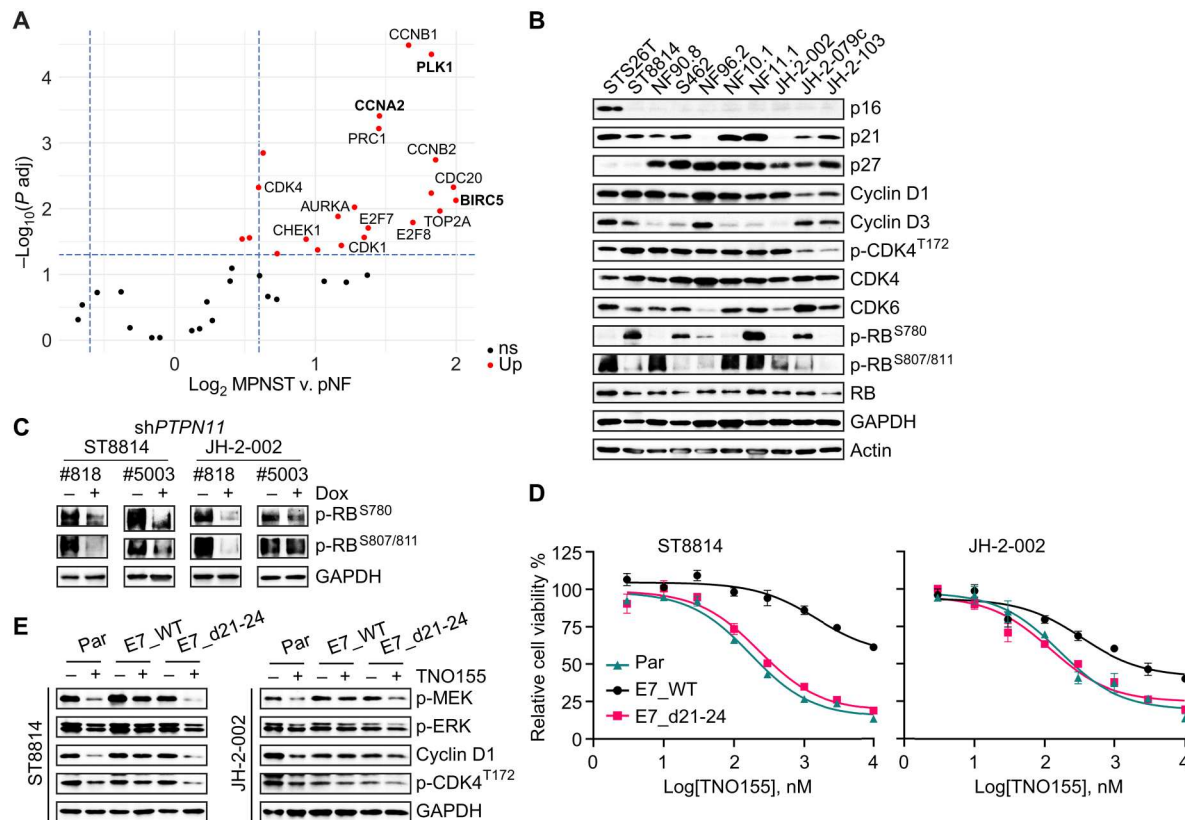 A
CCNB1
PLK1
CCNA2
PRC1
CCNB2
CDK4
CDC20
BIRC5
AURKA
E2F7
TOP2A
CHEK1
E2F8
CDK1
5
4
3
2
1
0
0
1
2
–Log10(P adj)
Log2 MPNST v. pNF
ns
Up
B
STS26T
ST8814
NF90.8
S462
NF96.2
NF10.1
NF11.1
JH-2-002
JH-2-079c
JH-2-103
p16
p21
p27
Cyclin D1
Cyclin D3
p-CDK4T172
CDK4
CDK6
p-RBS780
p-RBS807/811
RB
GAPDH
Actin
C
shPTPN11
ST8814 JH-2-002
#818 #5003 #818 #5003
– + – + – + – + Dox
p-RBS780
p-RBS807/811
GAPDH
D
ST8814
JH-2-002
Relative cell viability %
125
100
75
50
25
0
Par
E7_WT
E7_d21-24
0 1 2 3 4
0 1 2 3 4
Log[TNO155], nM
Log[TNO155], nM
E
Par E7_WT E7_d21-24
Par E7_WT E7_d21-24
– + – + – +
– + – + – + TNO155
ST8814
JH-2-002
p-MEK
p-ERK
Cyclin D1
p-CDK4T172
GAPDH